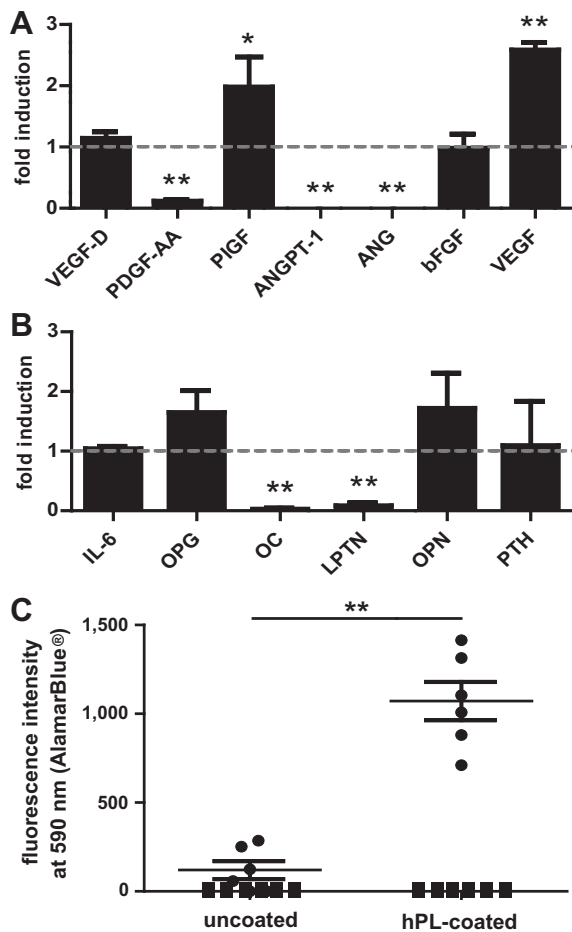 A
fold induction
3
2
1
0
*
**
**
**
**
VEGF-D
PDGF-AA
PlGF
ANGPT-1
ANG
bFGF
VEGF
B
fold induction
3
2
1
0
**
**
IL-6
OPG
OC
LPTN
OPN
PTH
C
fluorescence intensity
at 590 nm (AlamarBlue®)
1,500
1,000
500
0
**
uncoated
hPL-coated